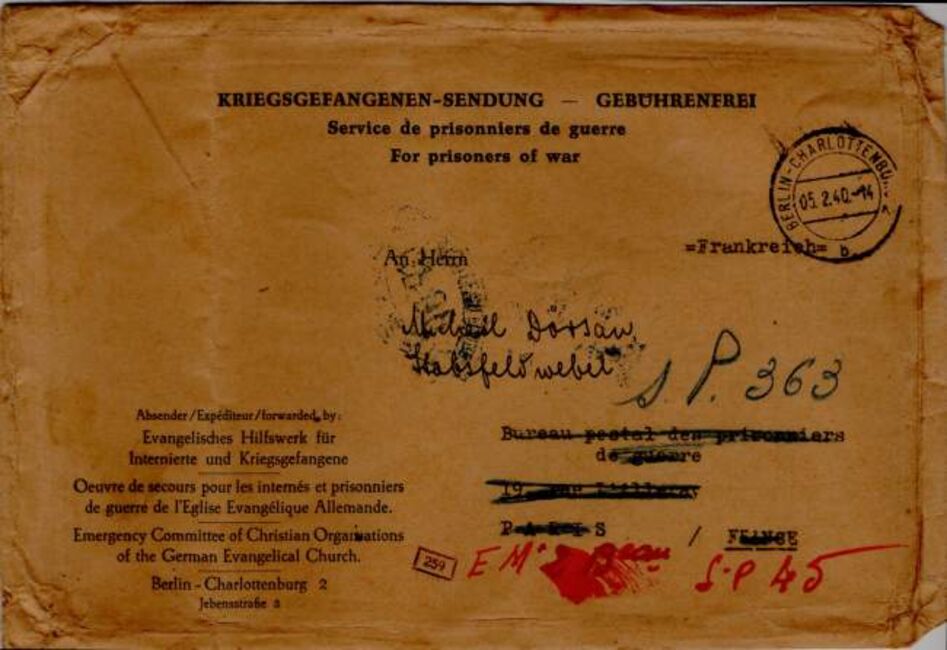 KRIEGSGEFANGENEN-SENDUNG — GEBÜHRENFREI
Service de prisonniers de guerre
For prisoners of war
BERLIN-CHARLOTTENBU
05.2.40.-14
b
=Frankreich=
An Herrn
Stabsfeldwebel
S.P. 363
Absender/Expéditeur/forwarded by:
Evangelisches Hilfswerk für
Internierte und Kriegsgefangene
Oeuvre de secours pour les internés et prisonniers
de guerre de l'Eglise Evangélique Allemande.
Emergency Committee of Christian Organisations
of the German Evangelical Church.
Berlin-Charlottenburg 2
Jebensstraße 3
Bureau postal des prisonniers
de guerre
19
PARIS / FRANCE
259
S.P 45